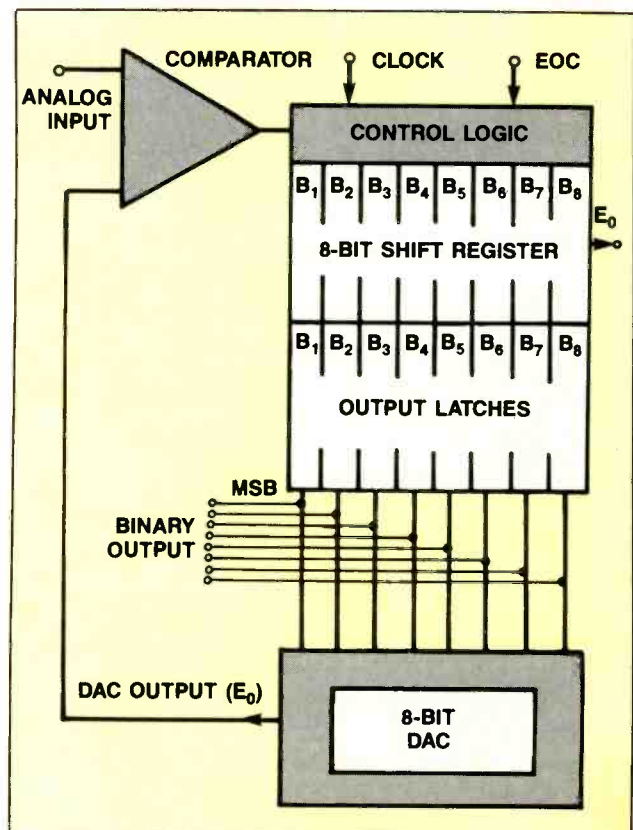 COMPARATOR
CLOCK
EOC
ANALOG
INPUT
CONTROL LOGIC
B₁ B₂ B₃ B₄ B₅ B₆ B₇ B₈
E₀
8-BIT SHIFT REGISTER
B₁ B₂ B₃ B₄ B₅ B₆ B₇ B₈
OUTPUT LATCHES
MSB
BINARY
OUTPUT
DAC OUTPUT (E₀)
8-BIT
DAC